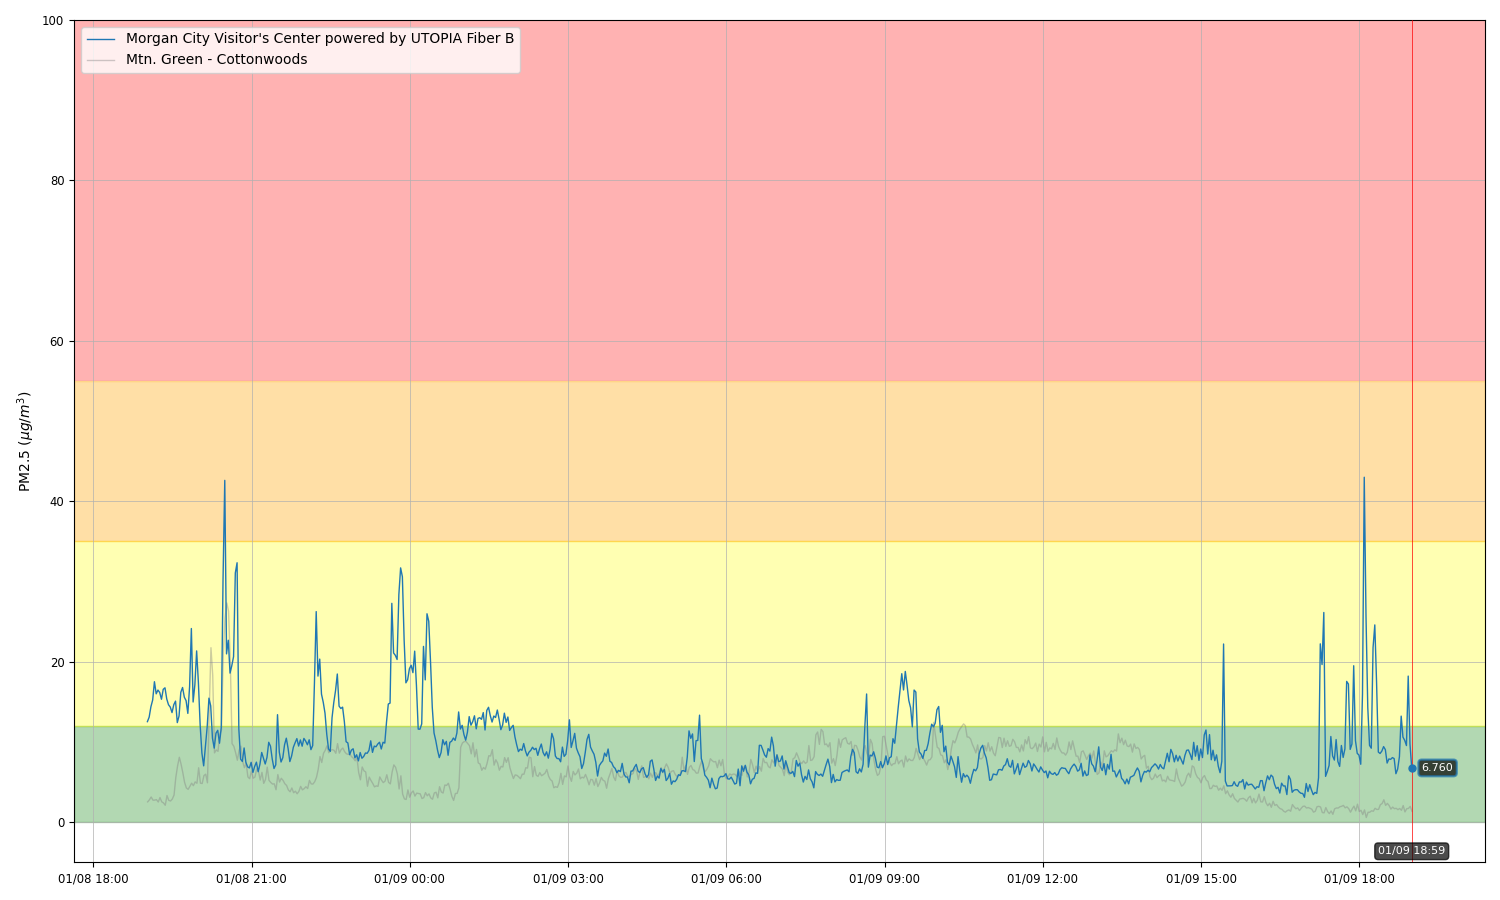 100
80
60
40
20
0
PM2.5 (μg/m³)
Morgan City Visitor's Center powered by UTOPIA Fiber B
Mtn. Green - Cottonwoods
6.760
01/09 18:59
01/08 18:00 01/08 21:00 01/09 00:00 01/09 03:00 01/09 06:00 01/09 09:00 01/09 12:00 01/09 15:00 01/09 18:00